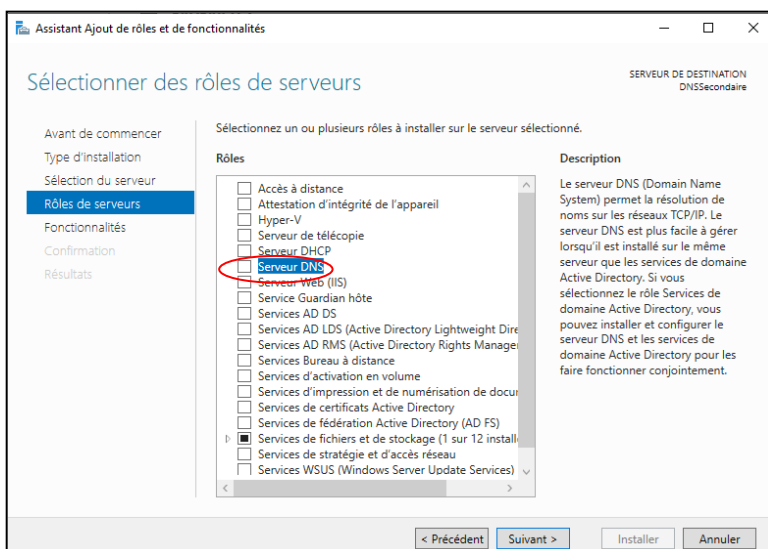 Assistant Ajout de rôles et de fonctionnalités
Sélectionner des rôles de serveurs
SERVEUR DE DESTINATION
DNSSecondaire
Avant de commencer
Type d'installation
Sélection du serveur
Rôles de serveurs
Fonctionnalités
Confirmation
Résultats
Sélectionnez un ou plusieurs rôles à installer sur le serveur sélectionné.
Rôles
Accès à distance
Attestation d'intégrité de l'appareil
Hyper-V
Serveur de télécopie
Serveur DHCP
Serveur DNS
Serveur Web (IIS)
Service Guardian hôte
Services AD DS
Services AD LDS (Active Directory Lightweight Dire
Services AD RMS (Active Directory Rights Manage
Services Bureau à distance
Services d'activation en volume
Services d'impression et de numérisation de docu
Services de certificats Active Directory
Services de fédération Active Directory (AD FS)
Services de fichiers et de stockage (1 sur 12 install
Services de stratégie et d'accès réseau
Services WSUS (Windows Server Update Services)
Description
Le serveur DNS (Domain Name
System) permet la résolution de
noms sur les réseaux TCP/IP. Le
serveur DNS est plus facile à gérer
lorsqu'il est installé sur le même
serveur que les services de domaine
Active Directory. Si vous
sélectionnez le rôle Services de
domaine Active Directory, vous
pouvez installer et configurer le
serveur DNS et les services de
domaine Active Directory pour les
faire fonctionner conjointement.
< Précédent
Suivant >
Installer
Annuler